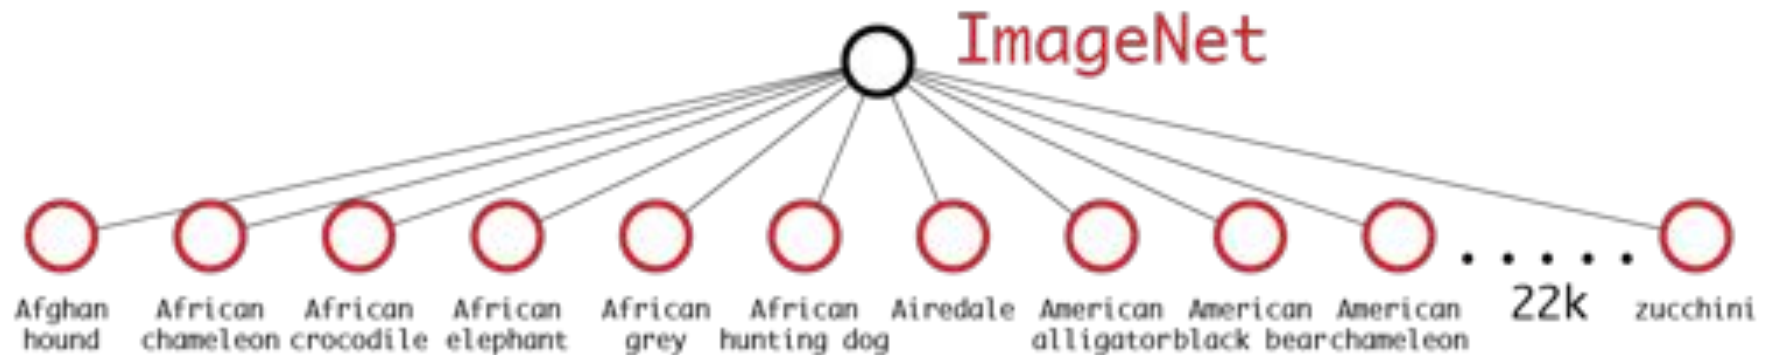 ImageNet
Afghan hound
African chameleon
African crocodile
African elephant
African grey
African hunting dog
Airedale
American alligator
American black bear
American chameleon
22k
zucchini